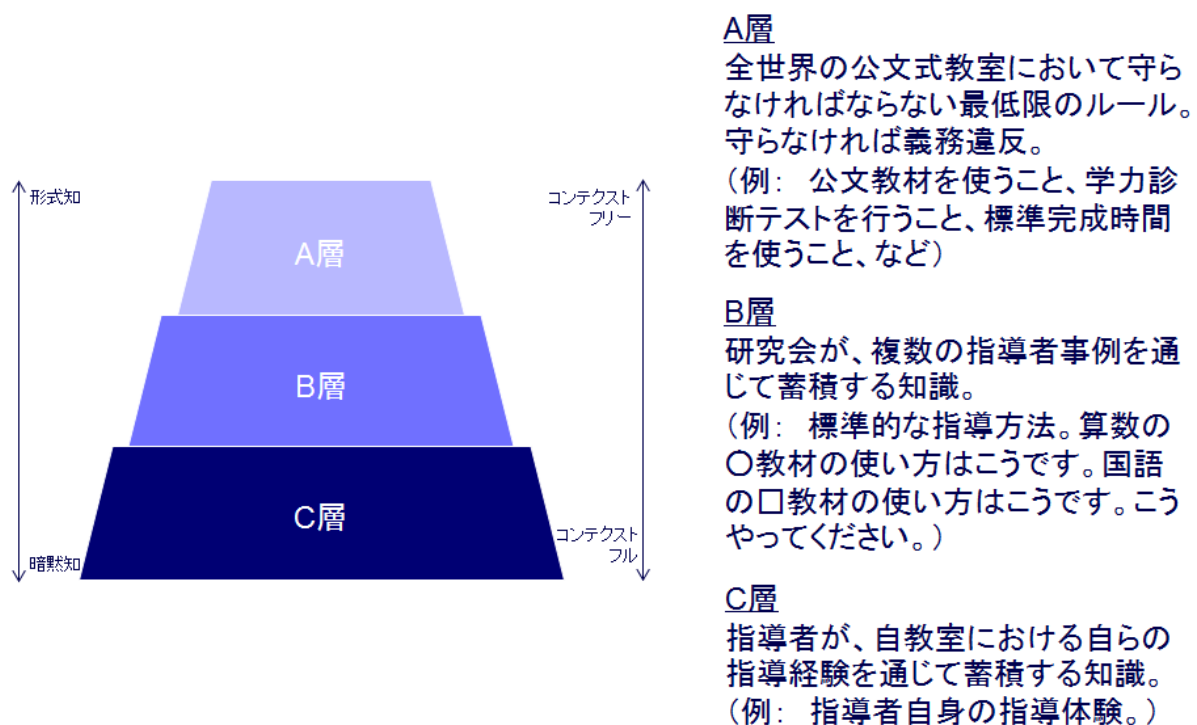 形式知
コンテクスト
フリー
A層
B層
C層
暗黙知
コンテクスト
フル
A層
全世界の公文式教室において守ら
なければならない最低限のルール。
守らなければ義務違反。
（例：　公文教材を使うこと、学力診
断テストを行うこと、標準完成時間
を使うこと、など）
B層
研究会が、複数の指導者事例を通
じて蓄積する知識。
（例：　標準的な指導方法。算数の
〇教材の使い方はこうです。国語
の□教材の使い方はこうです。こう
やってください。）
C層
指導者が、自教室における自らの
指導経験を通じて蓄積する知識。
（例：　指導者自身の指導体験。）